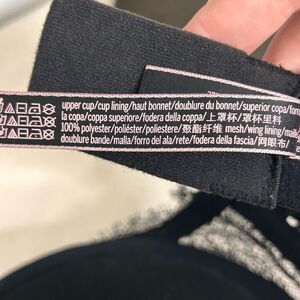 upper cup/cup lining/haut bonnet/doublure du bonnet/superior copa/
la copa/coppa superiore/fodera della coppa/上罩杯/罩杯里料
100% polyester/poliéster/poliestere/聚酯纤维 mesh/wing lining/
doublure bande/malla/forro del ala/rete/fodera della fascia/网眼布/